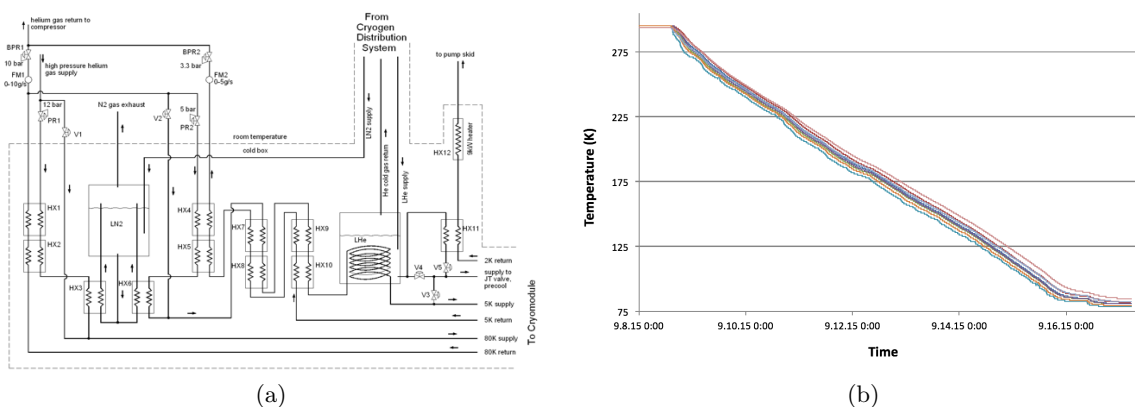 helium gas return to
compressor
BPR1
10 bar
FM1
0-10g/s
high pressure helium
gas supply
12 bar
PR1
V1
N2 gas exhaust
V2
5 bar
PR2
BPR2
3.3 bar
FM2
0-5g/s
From
Cryogen
Distribution
System
to pump skid
LN2 supply
He cold gas return
LHe supply
HX12
9kW heater
room temperature
cold box
HX1
HX2
HX3
LN2
HX4
HX5
HX6
HX7
HX8
HX9
HX10
LHe
HX11
V4
V5
V3
2K return
supply to
JT valve,
precool
5K supply
5K return
80K supply
80K return
To Cryomodule
(a)
Temperature (K)
275
225
175
125
75
9.8.15 0:00
9.10.15 0:00
9.12.15 0:00
9.14.15 0:00
9.16.15 0:00
Time
(b)